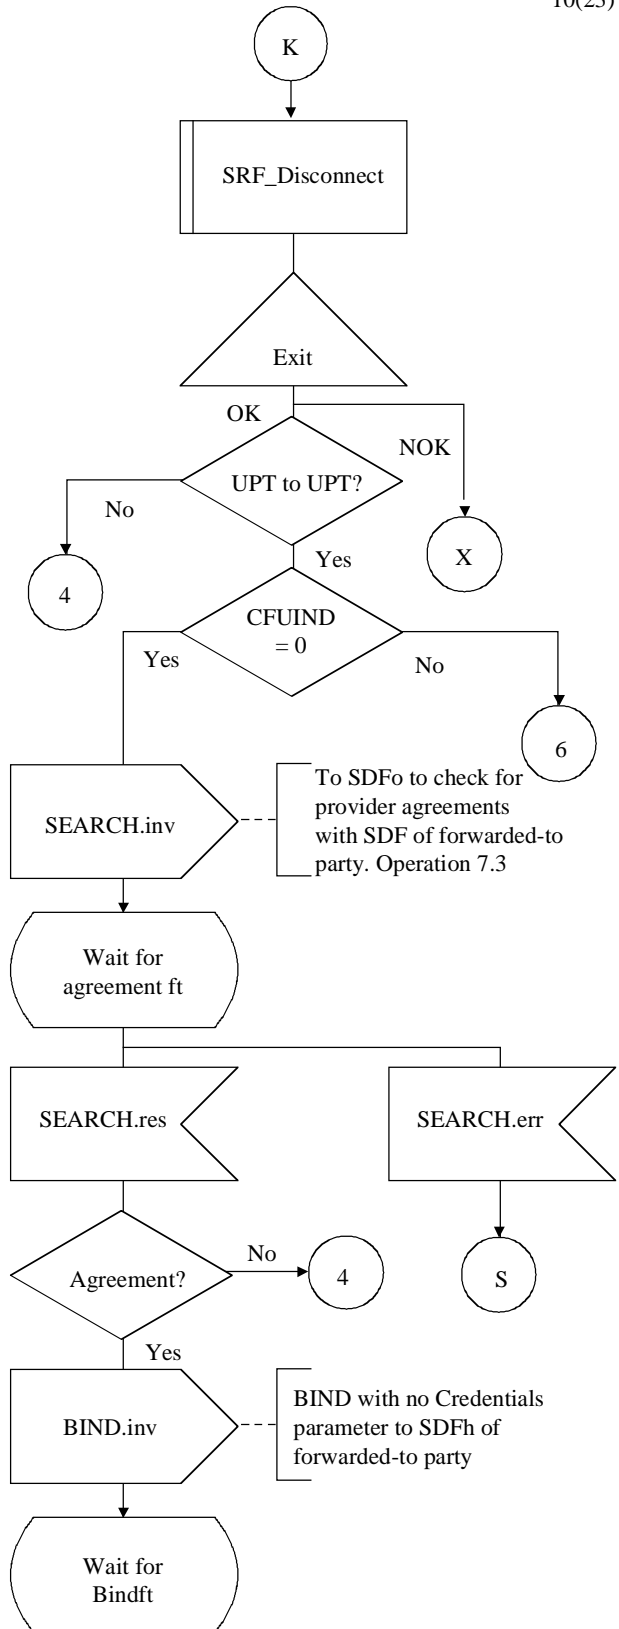 10(23)
K
SRF_Disconnect
Exit
OK
NOK
UPT to UPT?
No
Yes
4
X
CFUIND
= 0
Yes
No
6
SEARCH.inv
To SDFo to check for
provider agreements
with SDF of forwarded-to
party. Operation 7.3
Wait for
agreement ft
SEARCH.res
SEARCH.err
Agreement?
No
4
S
Yes
BIND.inv
BIND with no Credentials
parameter to SDFh of
forwarded-to party
Wait for
Bindft